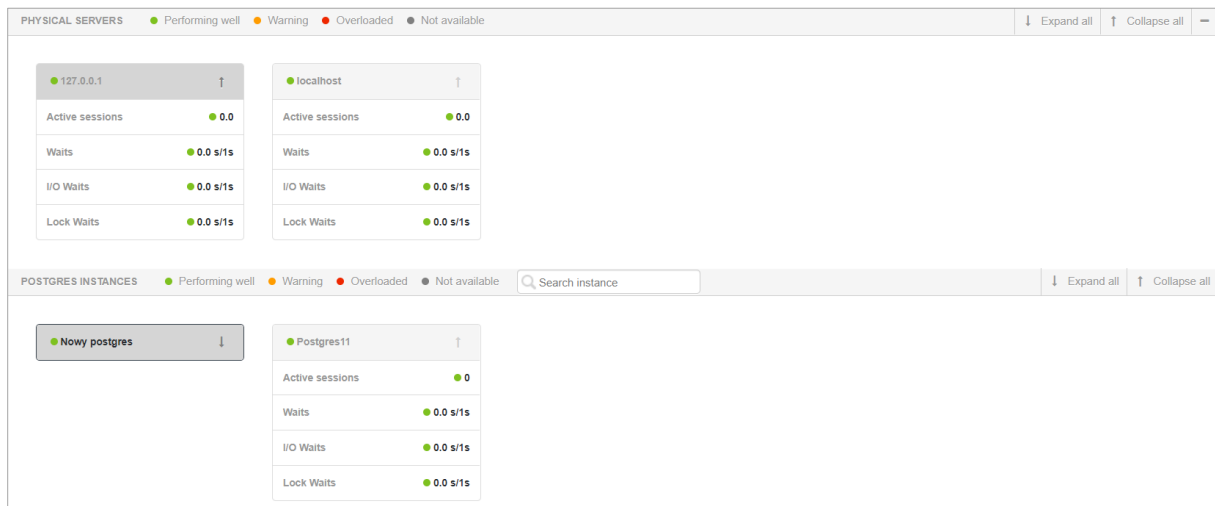 PHYSICAL SERVERS Performing well Warning Overloaded Not available Expand all Collapse all
127.0.0.1 localhost
Active sessions 0.0 Active sessions 0.0
Waits 0.0 s/1s Waits 0.0 s/1s
I/O Waits 0.0 s/1s I/O Waits 0.0 s/1s
Lock Waits 0.0 s/1s Lock Waits 0.0 s/1s
POSTGRES INSTANCES Performing well Warning Overloaded Not available Search instance Expand all Collapse all
Nowy postgres Postgres11
Active sessions 0
Waits 0.0 s/1s
I/O Waits 0.0 s/1s
Lock Waits 0.0 s/1s